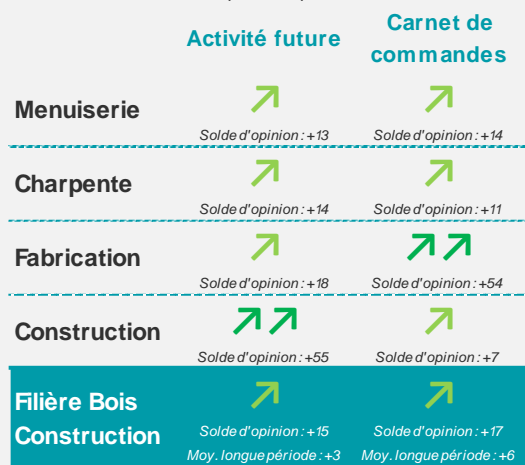 Activité future
Carnet de
commandes
Menuiserie
Solde d'opinion : +13
Solde d'opinion : +14
Charpente
Solde d'opinion : +14
Solde d'opinion : +11
Fabrication
Solde d'opinion : +18
Solde d'opinion : +54
Construction
Solde d'opinion : +55
Solde d'opinion : +7
Filière Bois
Construction
Solde d'opinion : +15
Solde d'opinion : +17
Moy. longue période : +3
Moy. longue période : +6